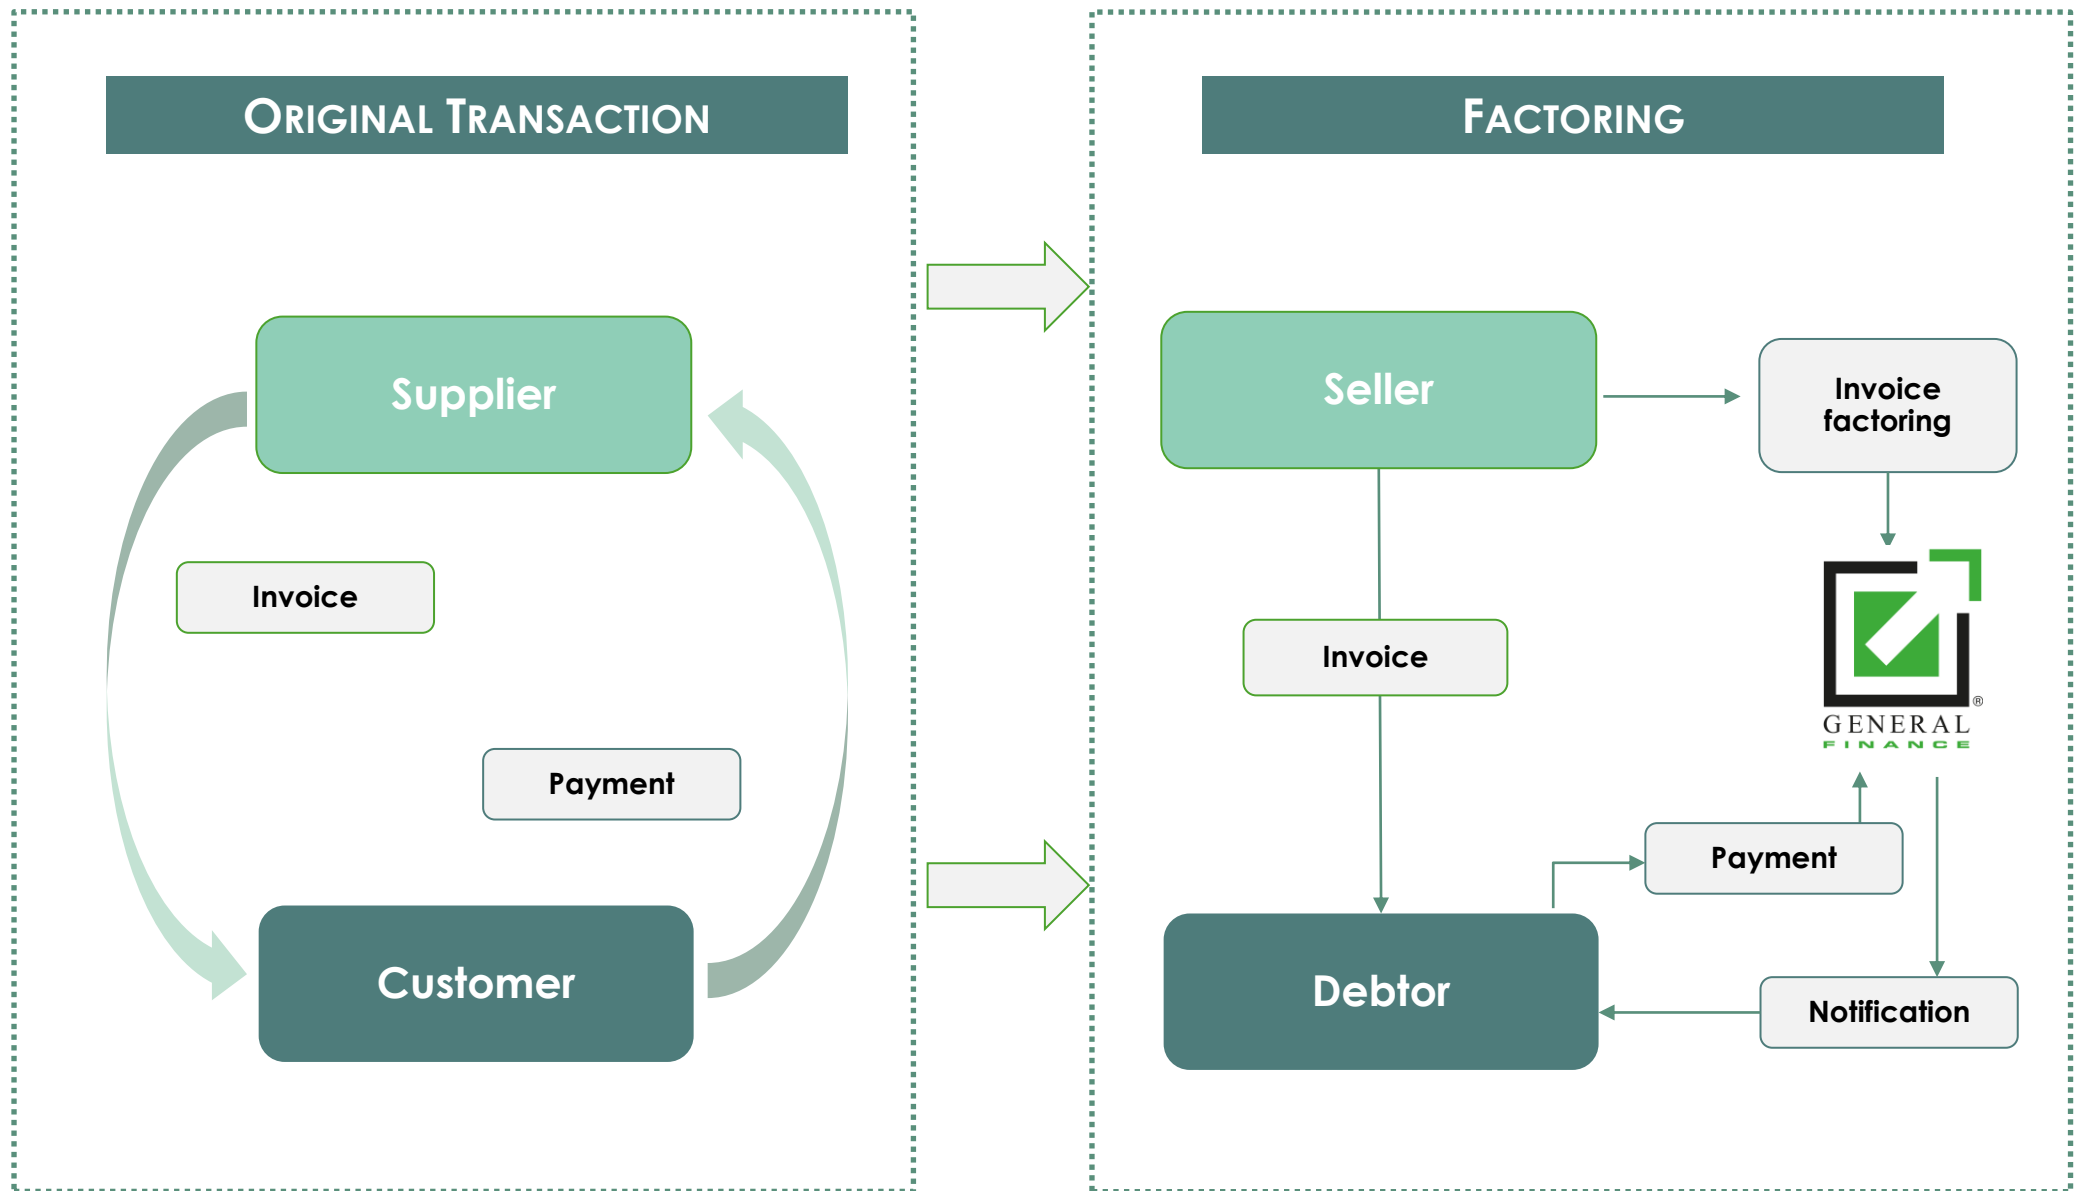 ORIGINAL TRANSACTION
Supplier
Invoice
Payment
Customer
FACTORING
Seller
Invoice
factoring
Invoice
GENERAL
FINANCE
®
Payment
Debtor
Notification